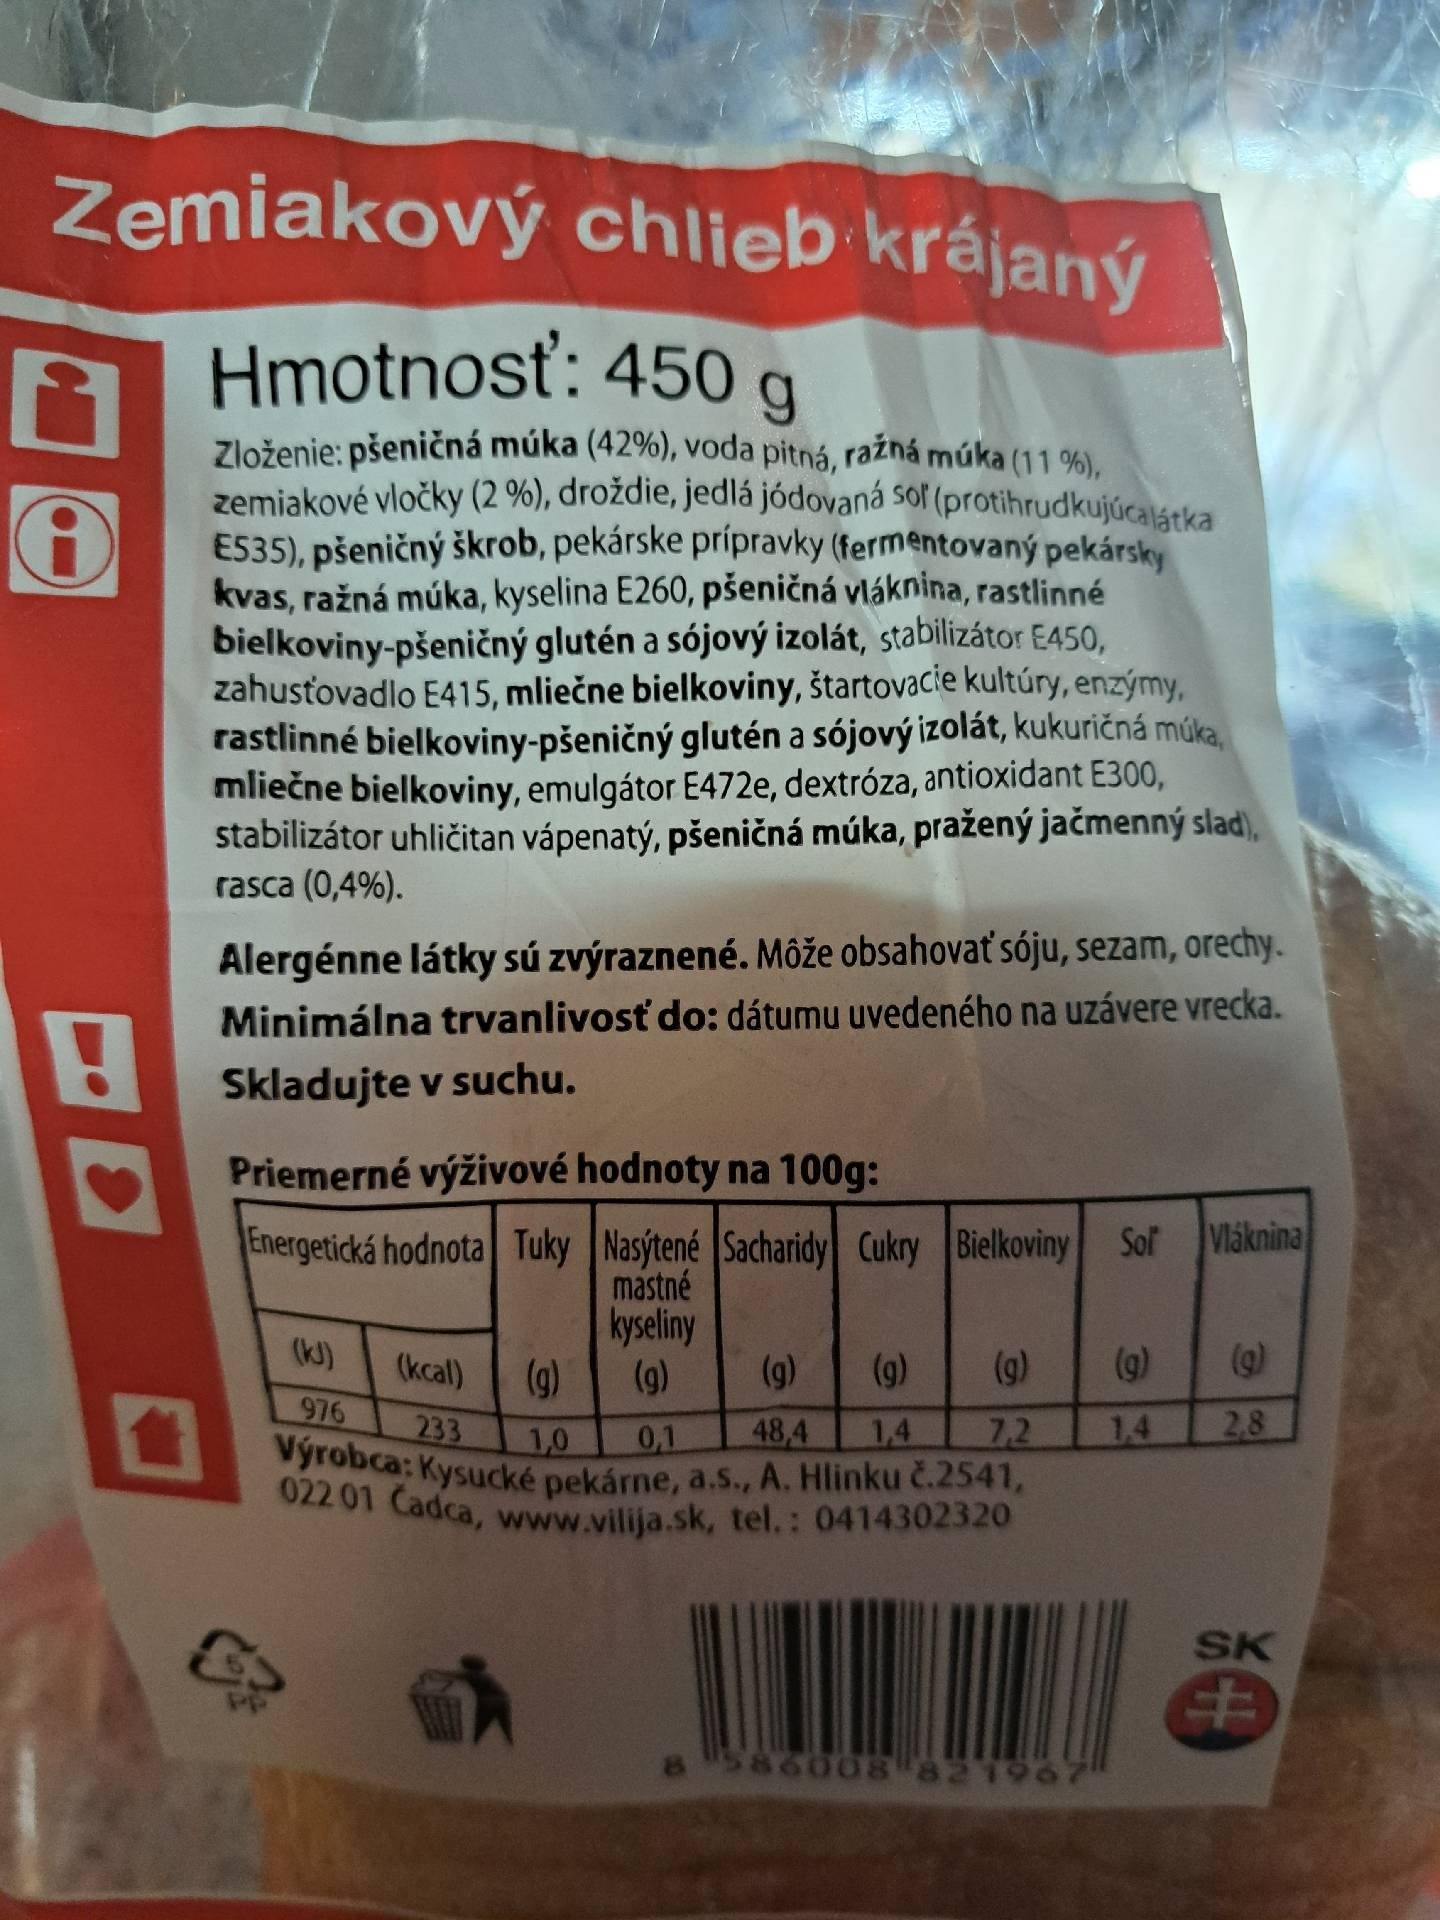 Zemiakový chlieb krájaný
Hmotnosť: 450 g
Zloženie: pšeničná múka (42%), voda pitná, ražná múka (11 %),
zemiakové vločky (2 %), droždie, jedlá jódovaná soľ (protihrudkujúca látka
E535), pšeničný škrob, pekárske prípravky (fermentovaný pekársky
kvas, ražná múka, kyselina E260, pšeničná vláknina, rastlinné
bielkoviny-pšeničný glutén a sójový izolát, stabilizátor E450,
zahusťovadlo E415, mliečne bielkoviny, štartovacie kultúry, enzýmy,
rastlinné bielkoviny-pšeničný glutén a sójový izolát, kukuričná múka,
mliečne bielkoviny, emulgátor E472e, dextróza, antioxidant E300,
stabilizátor uhličitan vápenatý, pšeničná múka, pražený jačmenný slad),
rasca (0,4%).
Alergénne látky sú zvýraznené. Môže obsahovať sóju, sezam, orechy.
Minimálna trvanlivosť do: dátumu uvedeného na uzávere vrecka.
Skladujte v suchu.
Priemerné výživové hodnoty na 100g:
Energetická hodnota Tuky Nasýtené Sacharidy Cukry Bielkoviny Soľ Vláknina
mastné
kyseliny
(kJ) (kcal) (g) (g) (g) (g) (g) (g) (g)
976 233 1,0 0,1 48,4 1,4 7,2 1,4 2,8
Výrobca: Kysucké pekárne, a.s., A. Hlinku č.2541,
022 01 Čadca, www.vilija.sk, tel. : 0414302320
SK
5
PP
8 586008 821967